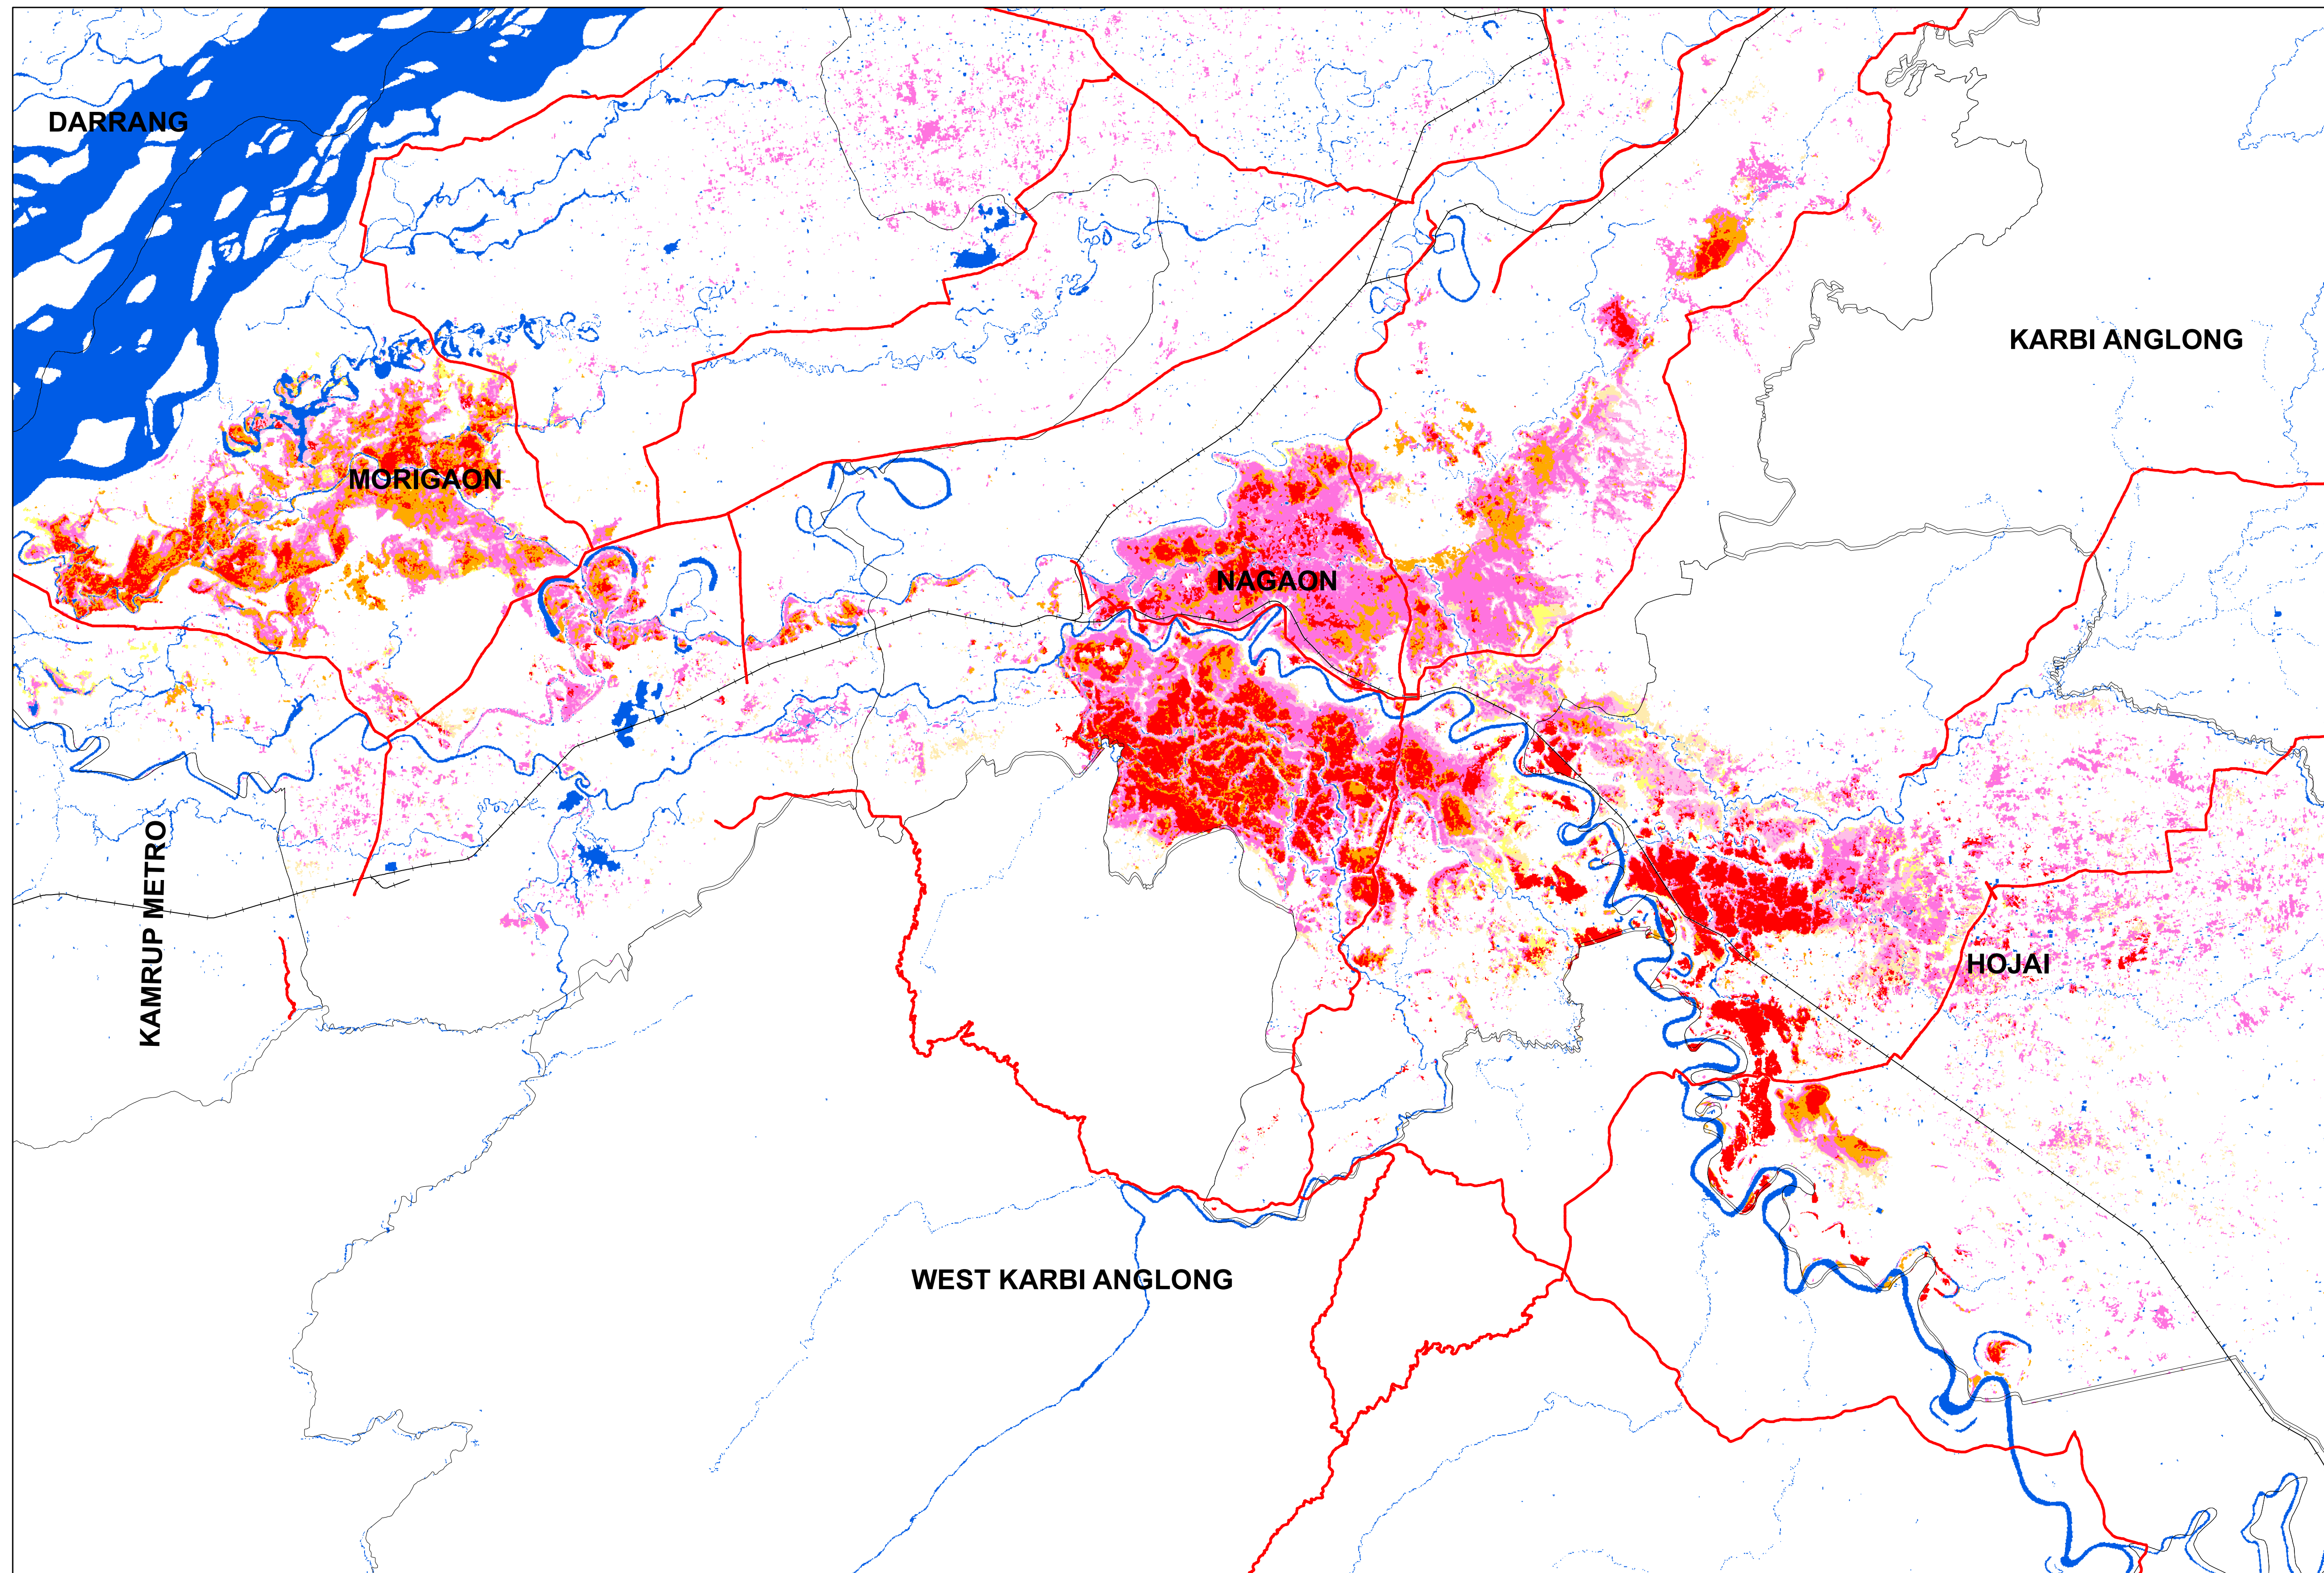 DARRANG
KARBI ANGLONG
MORIGAON
NAGAON
KAMRUP METRO
HOJAI
WEST KARBI ANGLONG